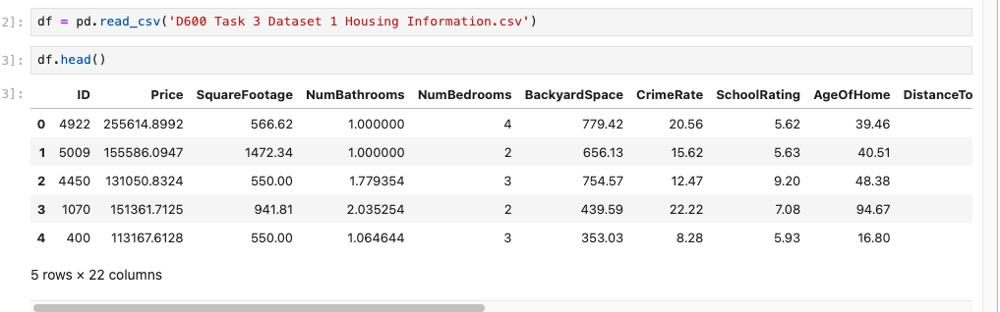 2]: df = pd.read_csv('D600 Task 3 Dataset 1 Housing Information.csv')
3]: df.head()
3]: ID Price SquareFootage NumBathrooms NumBedrooms BackyardSpace CrimeRate SchoolRating AgeOfHome DistanceTo
0 4922 255614.8992 566.62 1.000000 4 779.42 20.56 5.62 39.46
1 5009 155586.0947 1472.34 1.000000 2 656.13 15.62 5.63 40.51
2 4450 131050.8324 550.00 1.779354 3 754.57 12.47 9.20 48.38
3 1070 151361.7125 941.81 2.035254 2 439.59 22.22 7.08 94.67
4 400 113167.6128 550.00 1.064644 3 353.03 8.28 5.93 16.80
5 rows × 22 columns